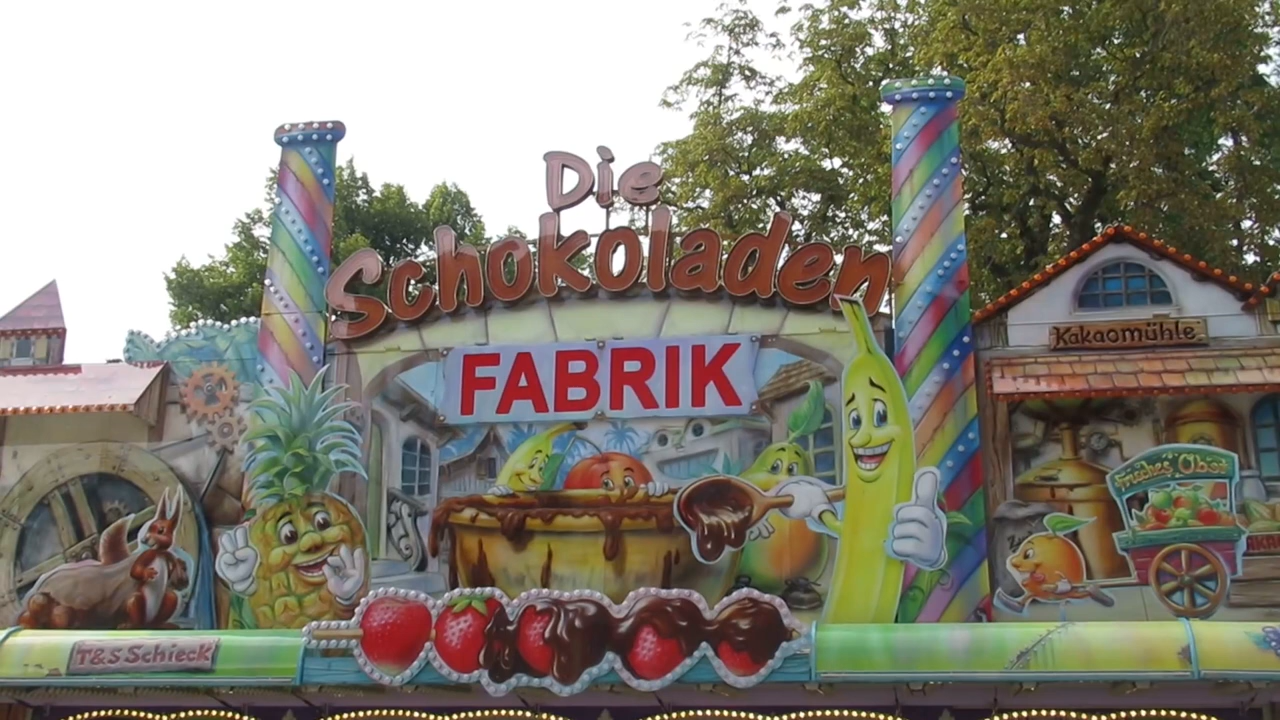 Die
Schokoladen
FABRIK
Kakaomühle
Frisches Obst
T&S Schieck